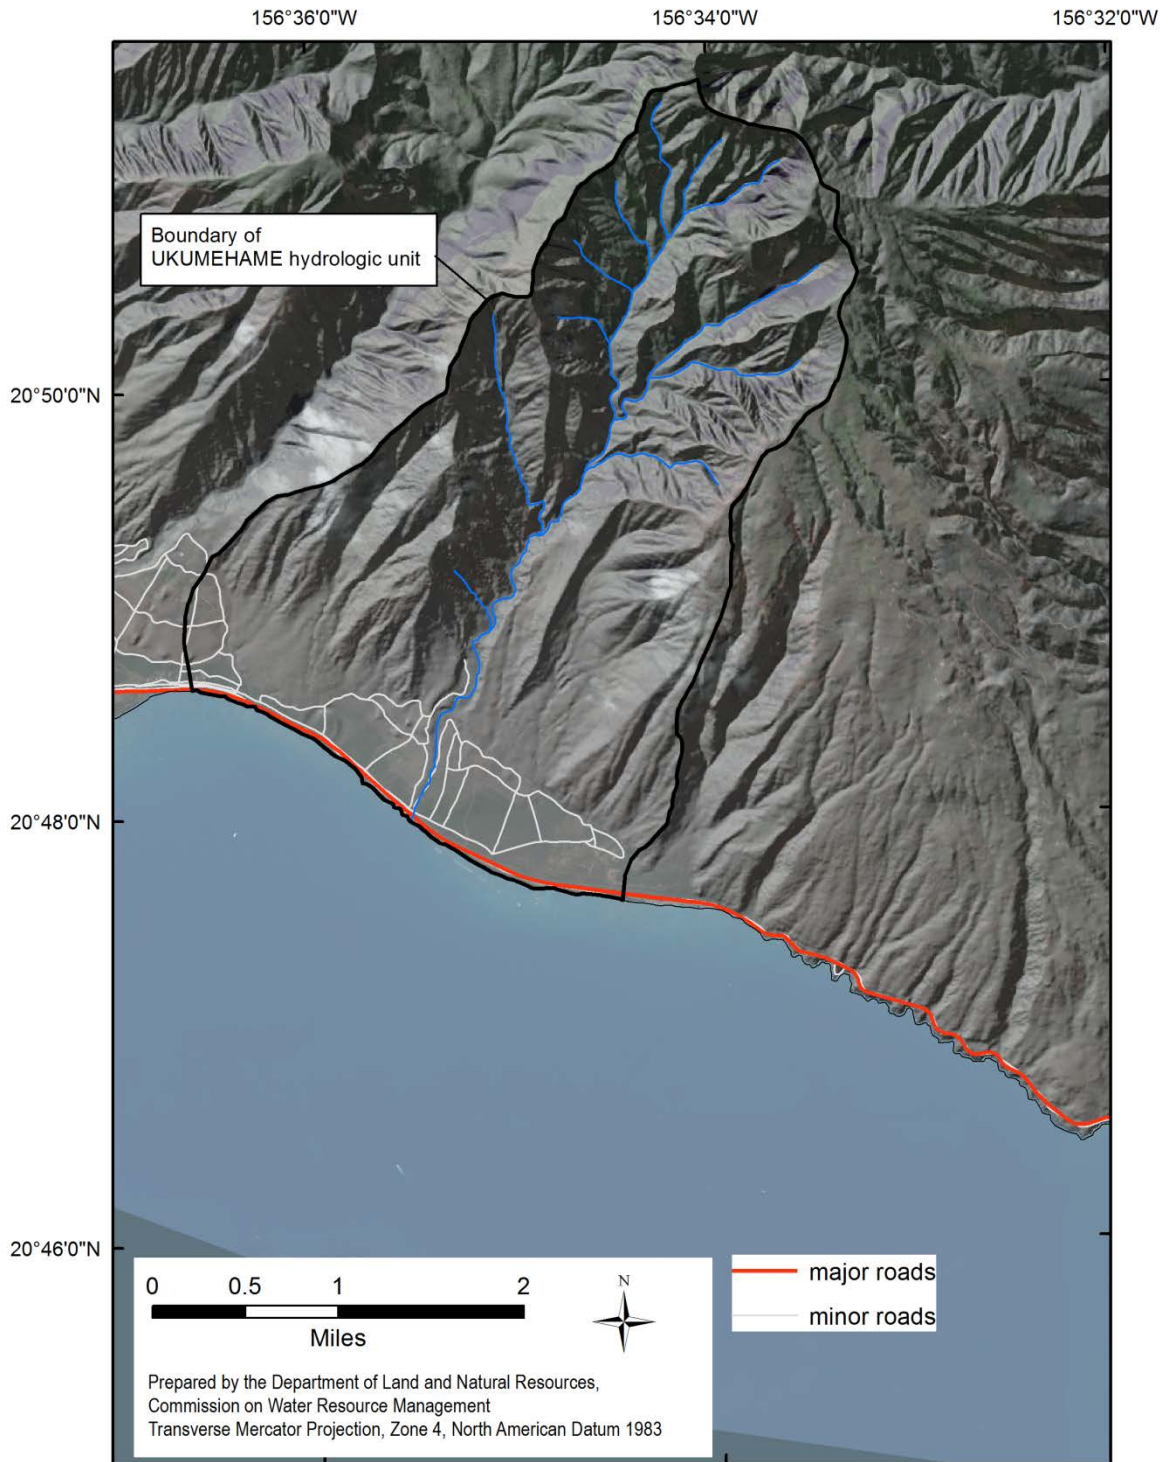 156°36'0"W
156°34'0"W
156°32'0"W
Boundary of
UKUMEHAME hydrologic unit
20°50'0"N
20°48'0"N
20°46'0"N
0 0.5 1 2
Miles
N
major roads
minor roads
Prepared by the Department of Land and Natural Resources,
Commission on Water Resource Management
Transverse Mercator Projection, Zone 4, North American Datum 1983